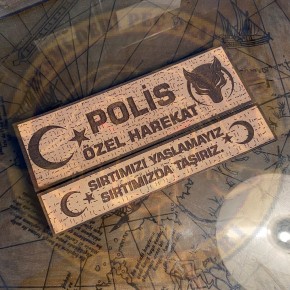 POLİS
ÖZEL HAREKAT
SIRTIMIZI YASLAMAYIZ
SIRTIMIZDA TAŞIRIZ